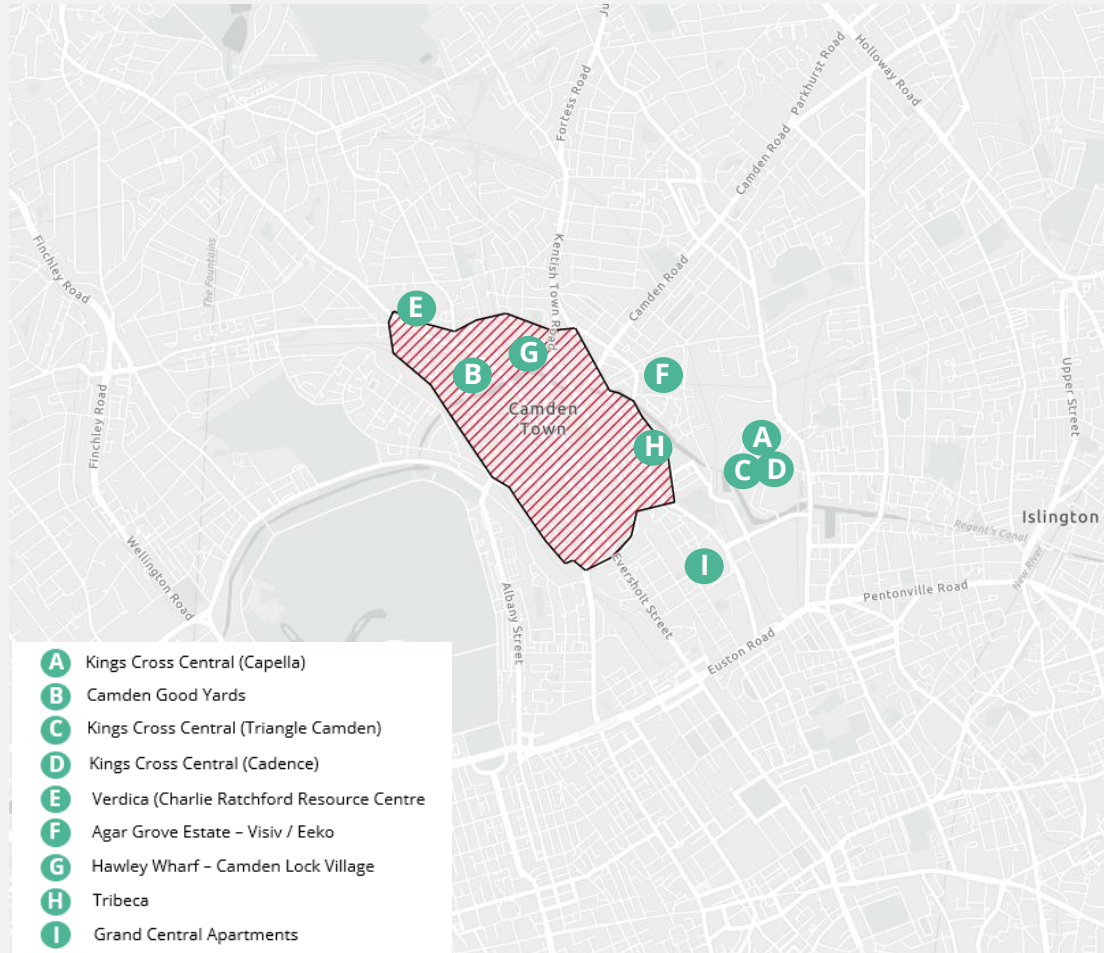 Ju
Fortess Road
Parkhurst Road
Holloway Road
Camden Road
Finchley Road
The Fountains
Kentish Town Road
Camden Road
E
G
B
F
Camden
Town
Upper Street
Finchley Road
A
H
C
D
Islington
Regent's Canal
Wellington Road
I
New River
Eversholt Street
Albany Street
Pentonville Road
Euston Road
A Kings Cross Central (Capella)
B Camden Good Yards
C Kings Cross Central (Triangle Camden)
D Kings Cross Central (Cadence)
E Verdica (Charlie Ratchford Resource Centre
F Agar Grove Estate – Visiv / Eeko
G Hawley Wharf – Camden Lock Village
H Tribeca
I Grand Central Apartments